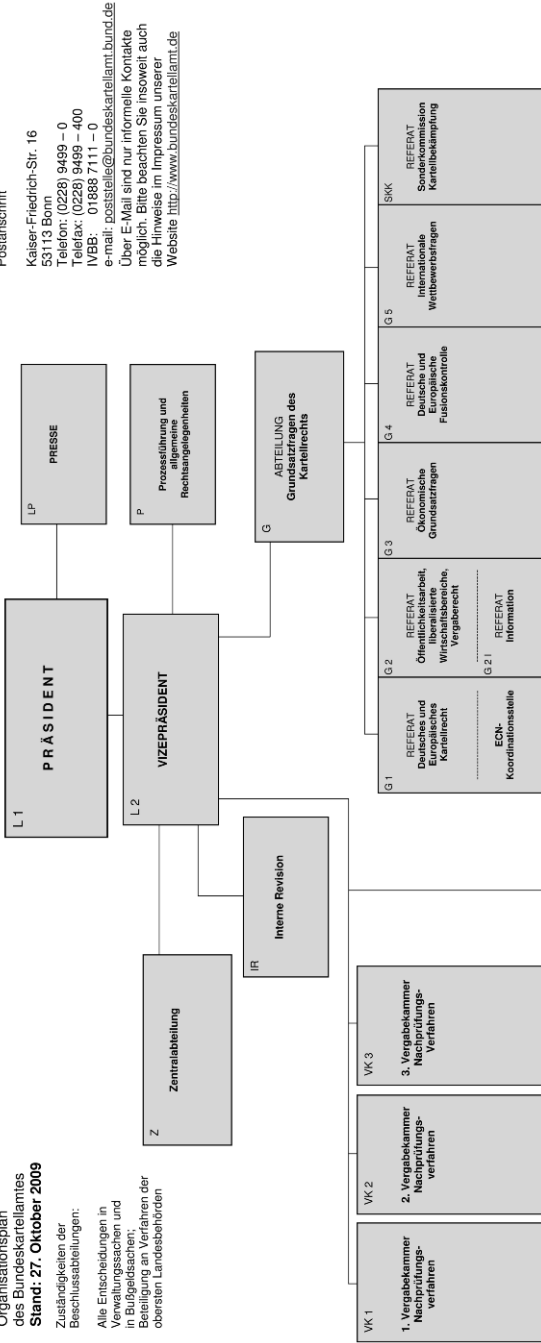 Organisationsplan
des Bundeskartellamtes
Stand: 27. Oktober 2009
Zuständigkeiten der
Beschlussabteilungen:
Alle Entscheidungen in
Verwaltungssachen und
in Bußgeldsachen;
Beteiligung an Verfahren der
obersten Landesbehörden
L 1
PRÄSIDENT
LP
PRESSE
Postanschrift
Kaiser-Friedrich-Str. 16
53113 Bonn
Telefon: (0228) 9499 – 0
Telefax: (0228) 9499 – 400
IVBB: 01888 7111 – 0
e-mail: poststelle@bundeskartellamt.bund.de
Über E-Mail sind nur informelle Kontakte
möglich. Bitte beachten Sie insoweit auch
die Hinweise im Impressum unserer
Website http://www.bundeskartellamt.de
L 2
VIZEPRÄSIDENT
P
Prozessführung und
allgemeine
Rechtsangelegenheiten
Z
Zentralabteilung
IR
Interne Revision
G
ABTEILUNG
Grundsatzfragen des
Kartellrechts
VK 1
1. Vergabekammer
Nachprüfungs-
verfahren
VK 2
2. Vergabekammer
Nachprüfungs-
verfahren
VK 3
3. Vergabekammer
Nachprüfungs-
Verfahren
G 1
REFERAT
Deutsches und
Europäisches
Kartellrecht
ECN-
Koordinationsstelle
G 2
REFERAT
Öffentlichkeitsarbeit,
liberalisierte
Wirtschaftsbereiche,
Vergaberecht
G 2 I
REFERAT
Information
G 3
REFERAT
Ökonomische
Grundsatzfragen
G 4
REFERAT
Deutsche und
Europäische
Fusionskontrolle
G 5
REFERAT
Internationale
Wettbewerbsfragen
SKK
REFERAT
Sonderkommission
Kartellbekämpfung